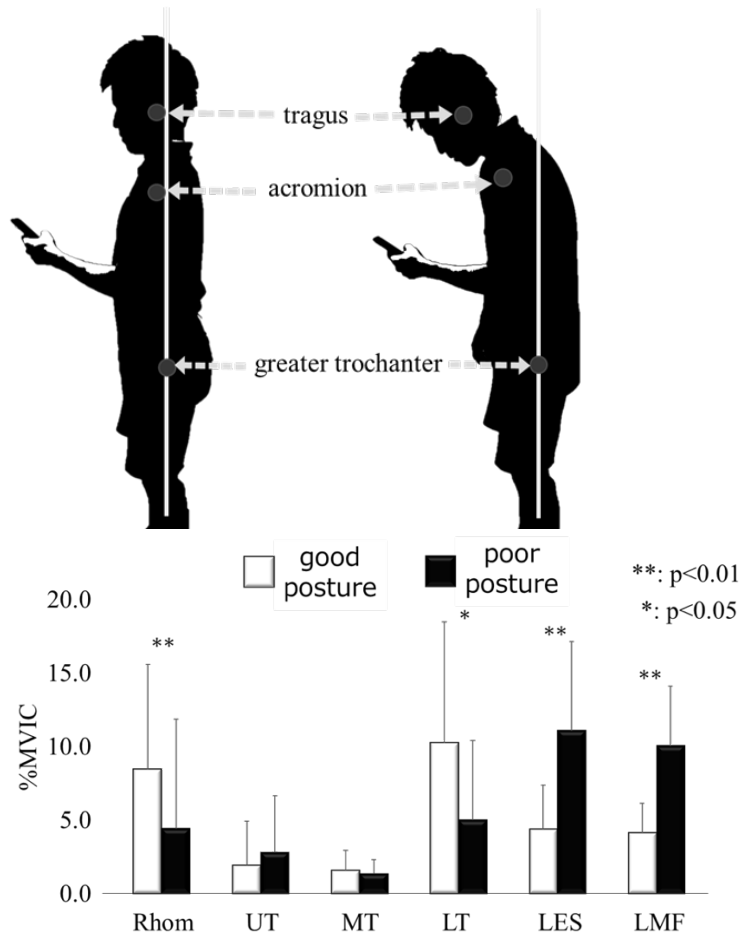 tragus
acromion
greater trochanter
good
posture
poor
posture
**: p<0.01
*: p<0.05
20.0
15.0
10.0
5.0
0.0
%MVIC
**
*
**
**
Rhom UT MT LT LES LMF